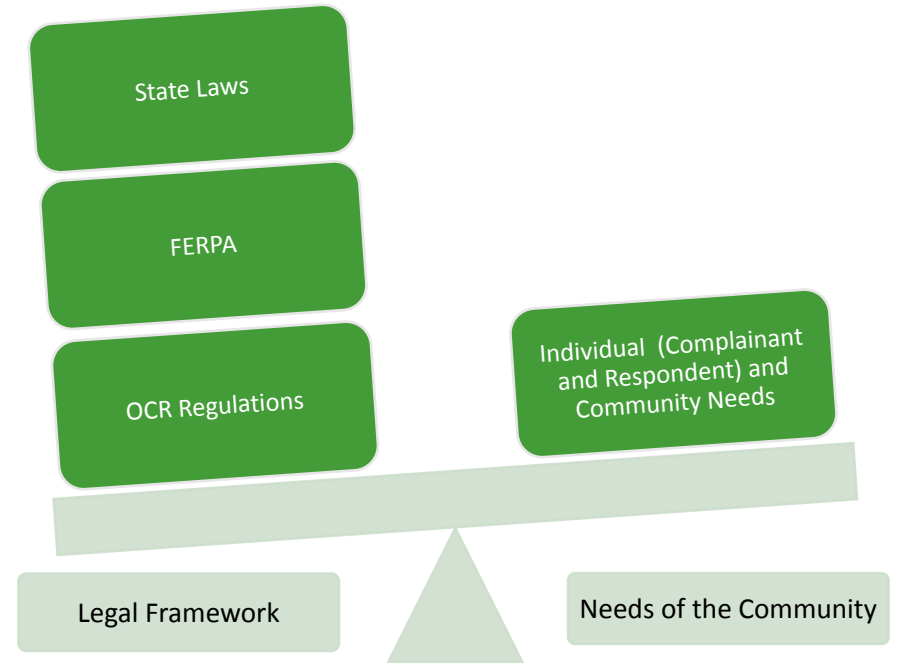 State Laws
FERPA
OCR Regulations
Individual (Complainant
and Respondent) and
Community Needs
Legal Framework
Needs of the Community